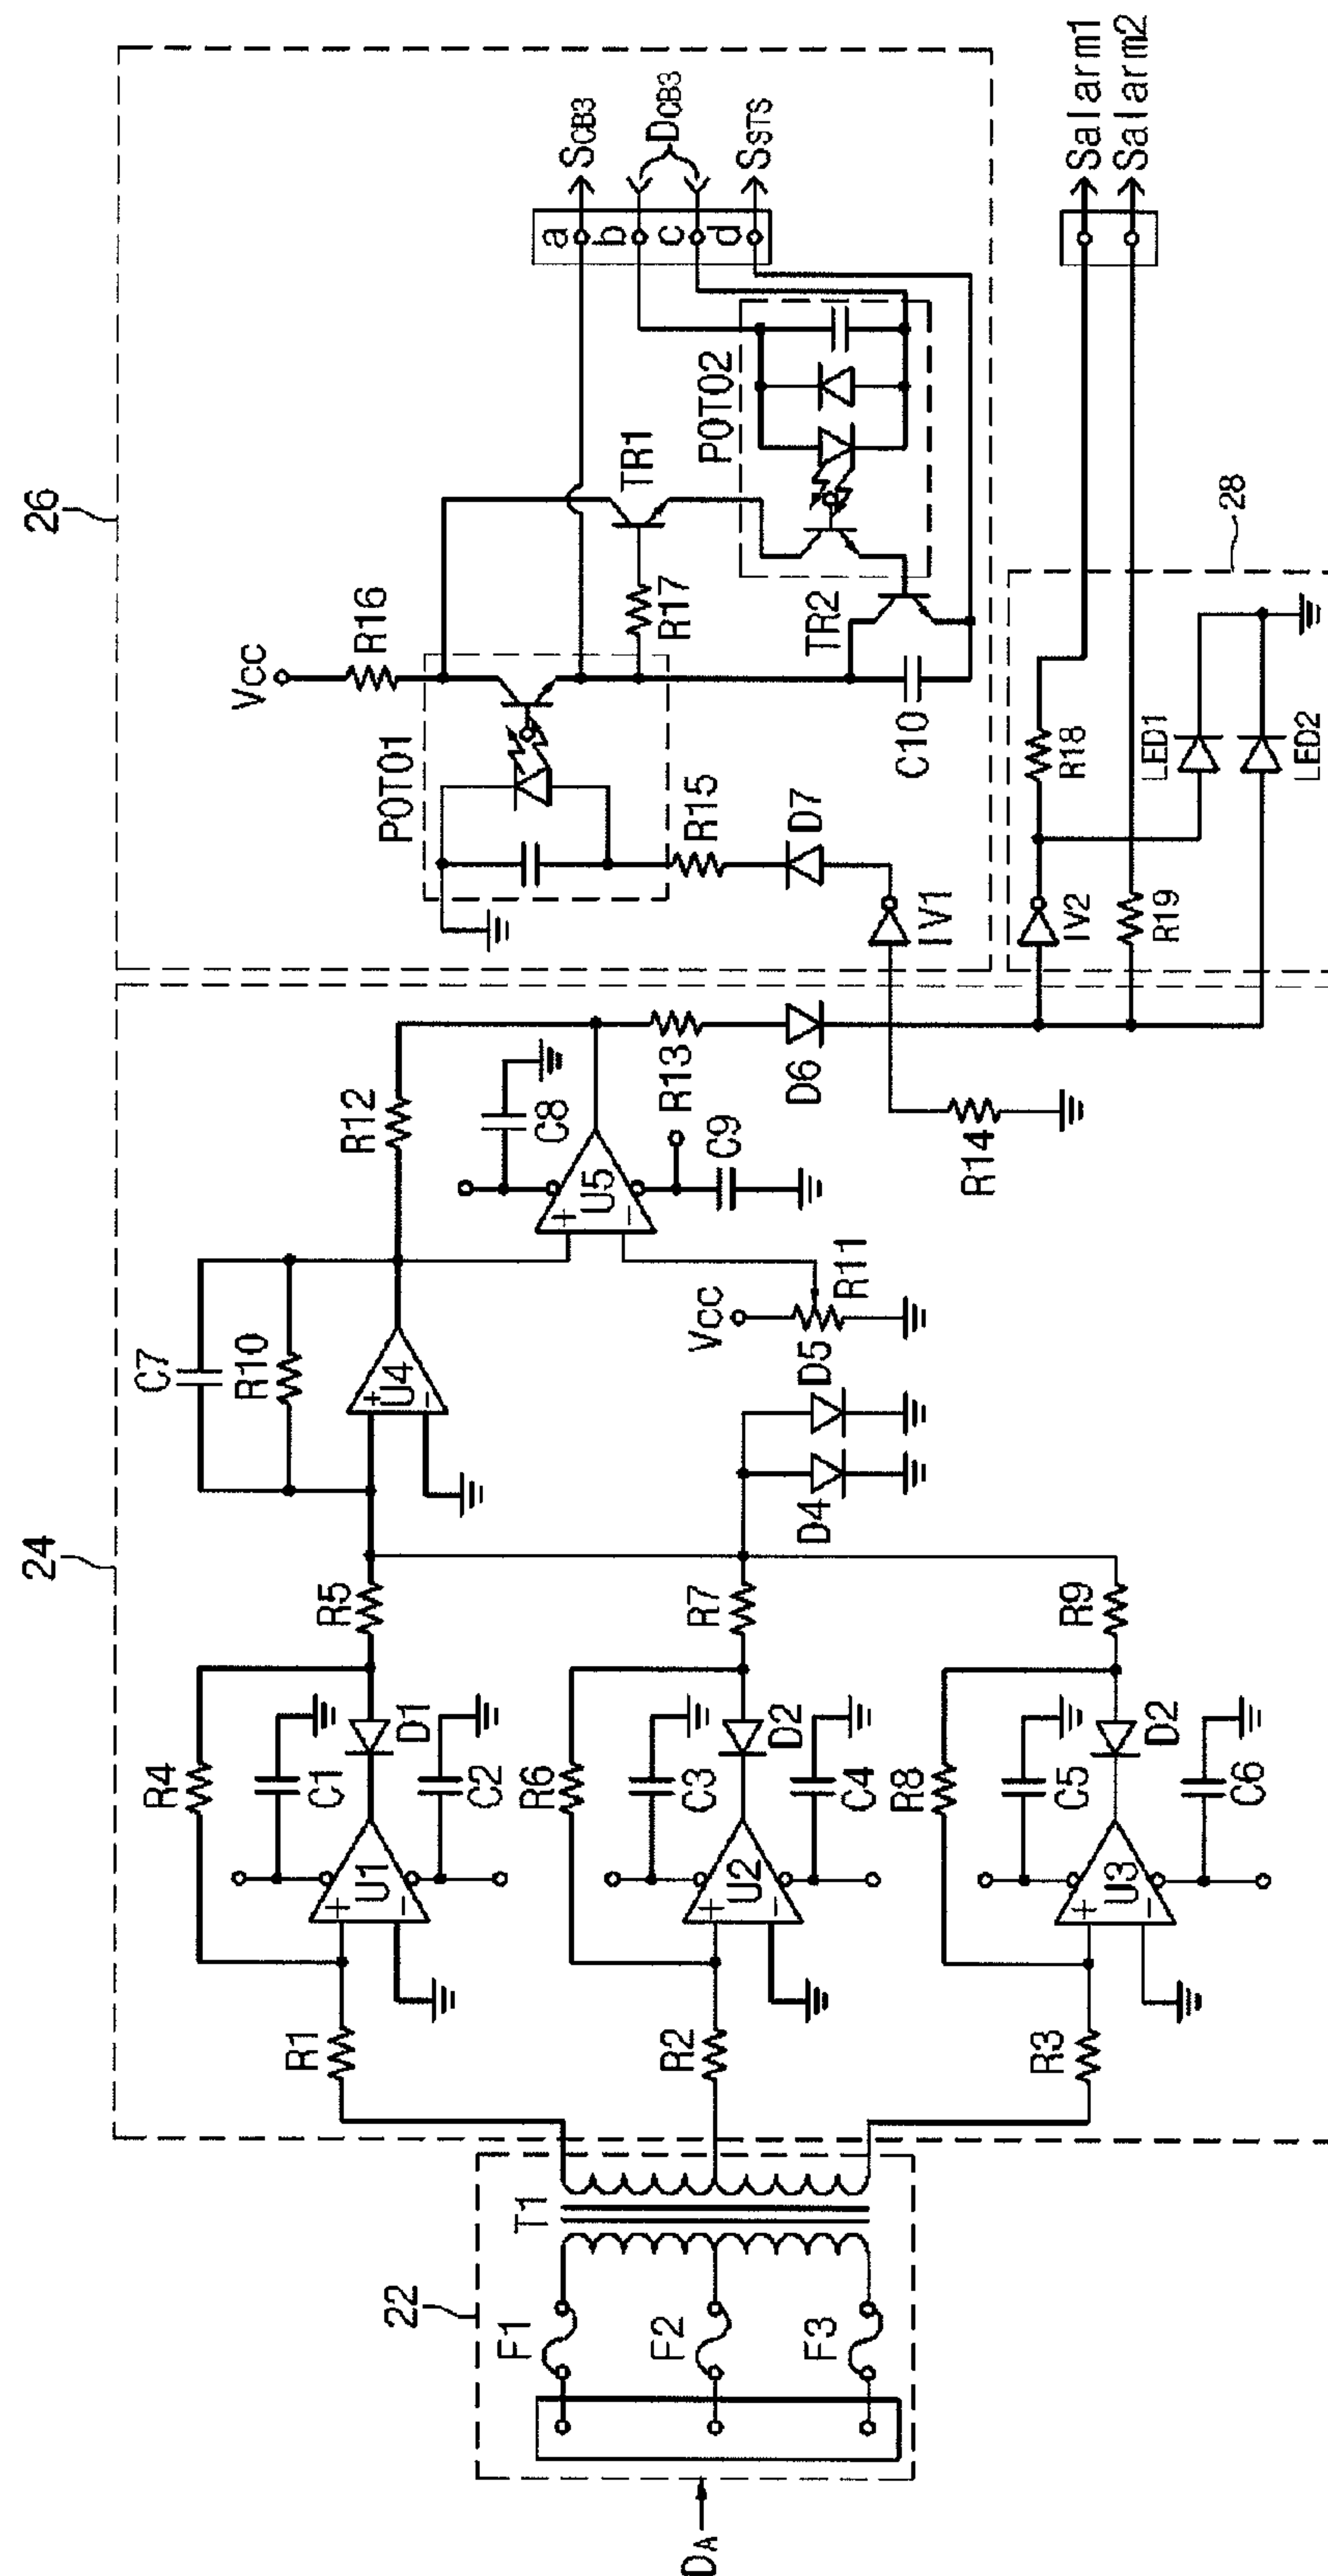 24
26
22
28
DA
F1
F2
F3
T1
R1
R2
R3
R4
C1
U1
+
−
D1
C2
R5
R6
C3
U2
+
−
D2
C4
R7
R8
C5
U3
+
−
D2
C6
R9
C7
R10
U4
+
−
D4
D5
Vcc
R11
R12
C8
U5
+
−
C9
R13
D6
R14
IV1
D7
R15
POTO1
Vcc
R16
R17
TR1
TR2
C10
POTO2
a
b
c
d
SCB3
DCB3
SSTS
IV2
R18
R19
LED1
LED2
Salarm1
Salarm2